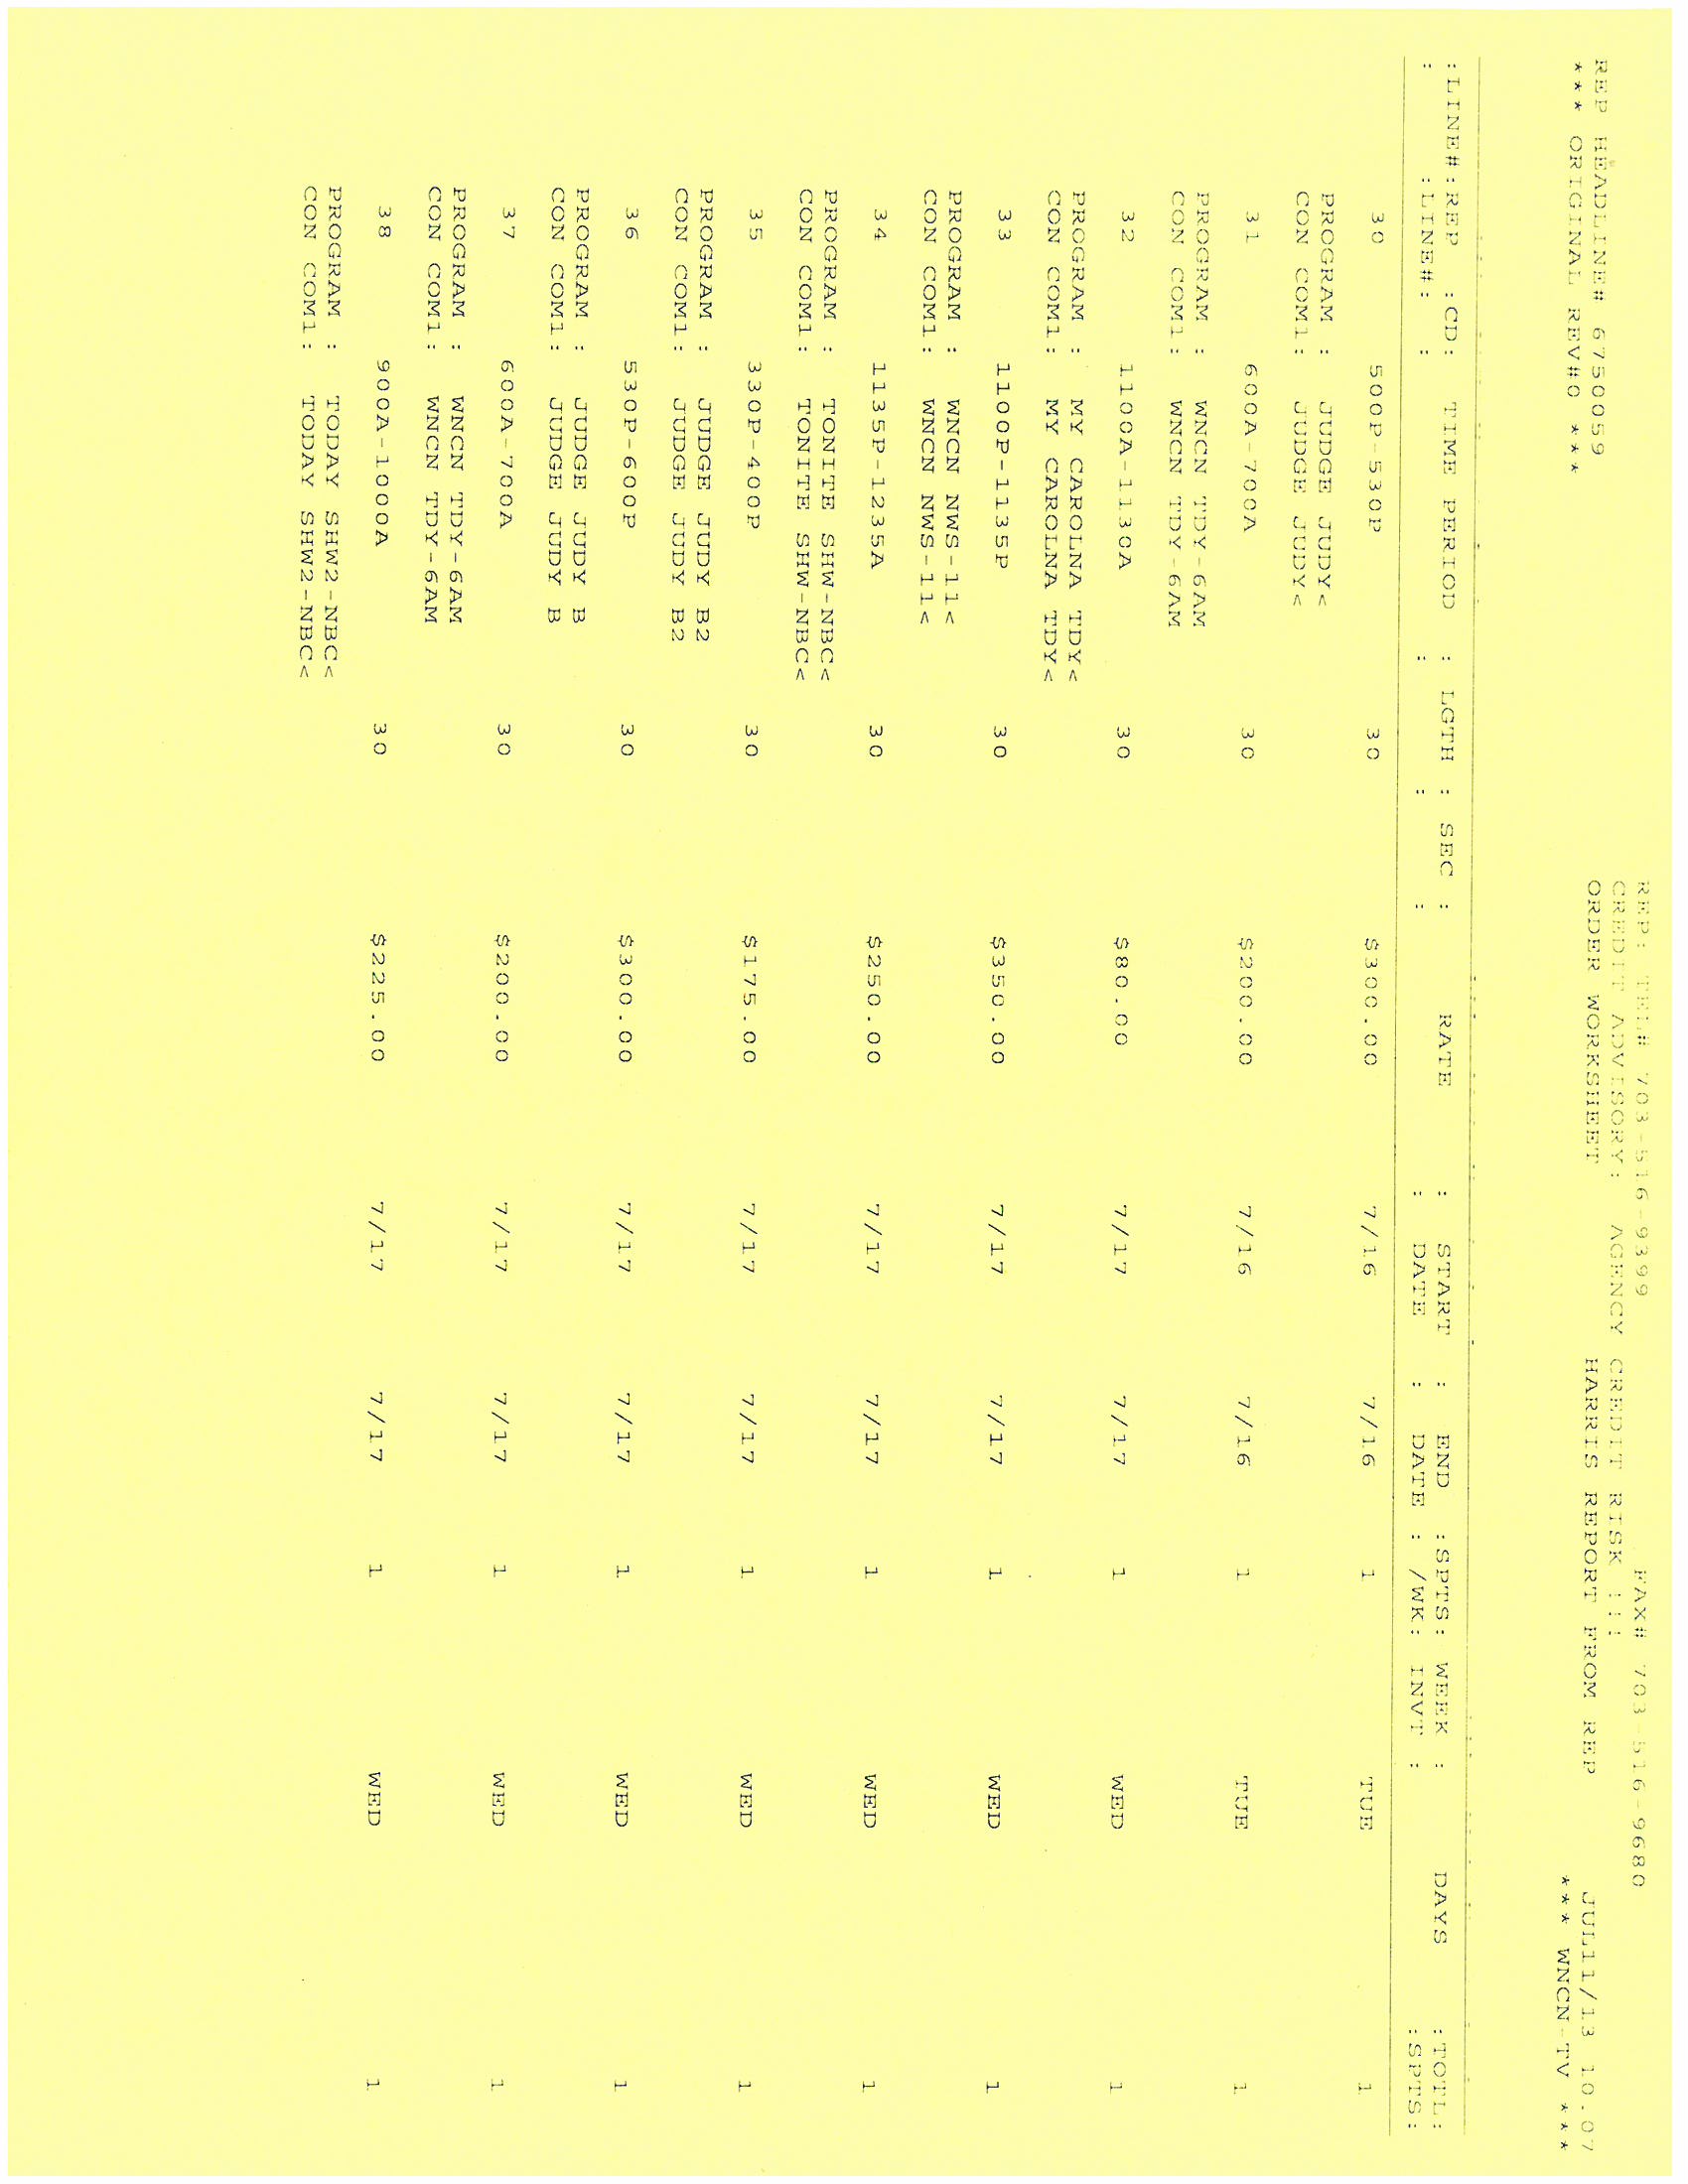 REP: TEL# 703-516-9399 FAX# 703-516-9680
CREDIT ADVISORY: AGENCY CREDIT RISK !!!
REP HEADLINE# 6750059 ORDER WORKSHEET HARRIS REPORT FROM REP JUL11/13 10.07
*** ORIGINAL REV#0 *** *** WNCN-TV ***
:LINE#:REP :CD: TIME PERIOD : LGTH : SEC : RATE : START : END :SPTS: WEEK : DAYS :TOTL:
: :LINE#: : : : : : DATE : DATE : /WK: INVT : :SPTS:
30 500P-530P 30 $300.00 7/16 7/16 1 TUE 1
PROGRAM : JUDGE JUDY<
CON COM1: JUDGE JUDY<
31 600A-700A 30 $200.00 7/16 7/16 1 TUE 1
PROGRAM : WNCN TDY-6AM
CON COM1: WNCN TDY-6AM
32 1100A-1130A 30 $80.00 7/17 7/17 1 WED 1
PROGRAM : MY CAROLNA TDY<
CON COM1: MY CAROLNA TDY<
33 1100P-1135P 30 $350.00 7/17 7/17 1 WED 1
PROGRAM : WNCN NWS-11<
CON COM1: WNCN NWS-11<
34 1135P-1235A 30 $250.00 7/17 7/17 1 WED 1
PROGRAM : TONITE SHW-NBC<
CON COM1: TONITE SHW-NBC<
35 330P-400P 30 $175.00 7/17 7/17 1 WED 1
PROGRAM : JUDGE JUDY B2
CON COM1: JUDGE JUDY B2
36 530P-600P 30 $300.00 7/17 7/17 1 WED 1
PROGRAM : JUDGE JUDY B
CON COM1: JUDGE JUDY B
37 600A-700A 30 $200.00 7/17 7/17 1 WED 1
PROGRAM : WNCN TDY-6AM
CON COM1: WNCN TDY-6AM
38 900A-1000A 30 $225.00 7/17 7/17 1 WED 1
PROGRAM : TODAY SHW2-NBC<
CON COM1: TODAY SHW2-NBC<